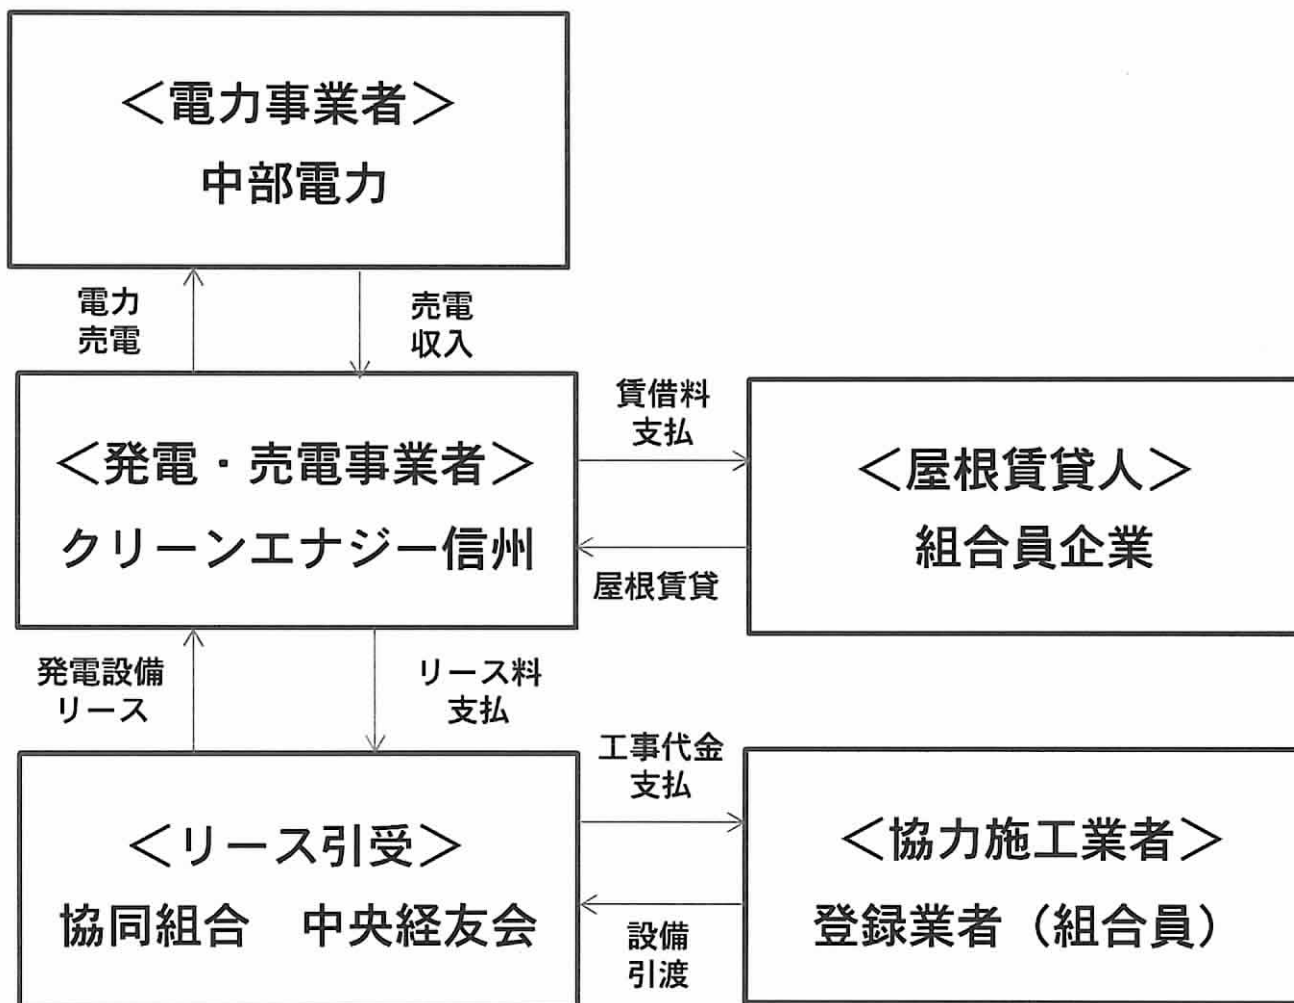 ＜電力事業者＞
中部電力
電力
売電
売電
収入
＜発電・売電事業者＞
クリーンエナジー信州
賃借料
支払
屋根賃貸
＜屋根賃貸人＞
組合員企業
発電設備
リース
リース料
支払
＜リース引受＞
協同組合　中央経友会
工事代金
支払
設備
引渡
＜協力施工業者＞
登録業者（組合員）